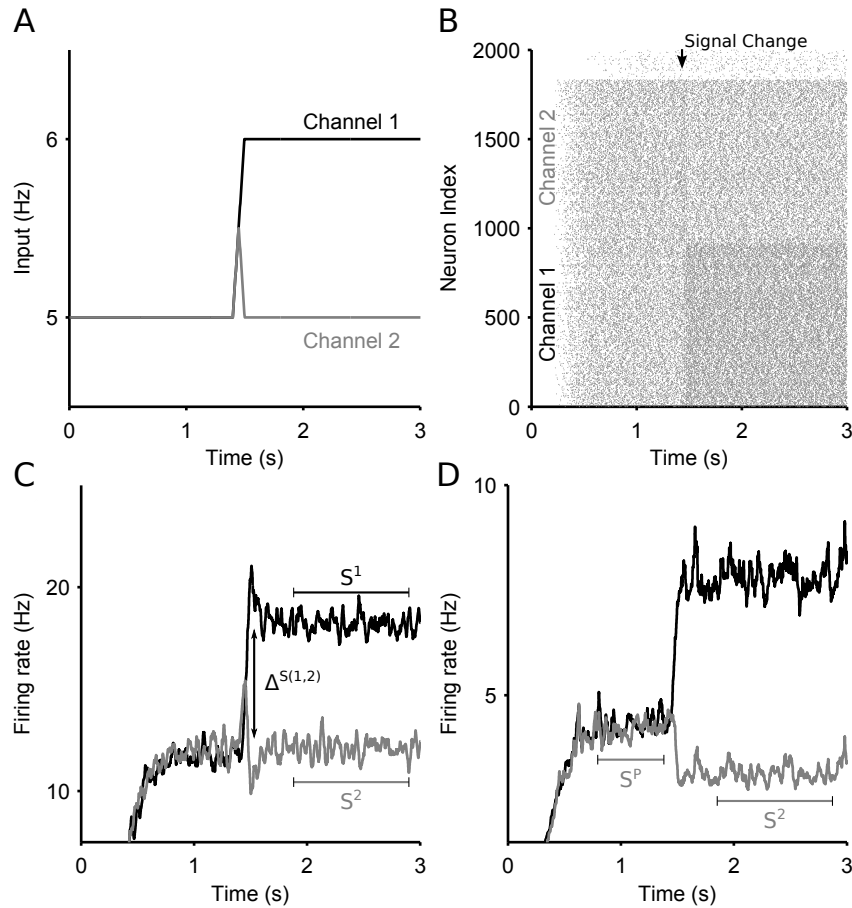 A
Input (Hz)
6
5
Channel 1
Channel 2
0
1
2
3
Time (s)
B
Signal Change
Neuron Index
2000
1500
1000
500
0
Channel 2
Channel 1
0
1
2
3
Time (s)
C
Firing rate (Hz)
20
10
S¹
Δ^S(1,2)
S²
0
1
2
3
Time (s)
D
Firing rate (Hz)
10
5
S^P
S²
0
1
2
3
Time (s)